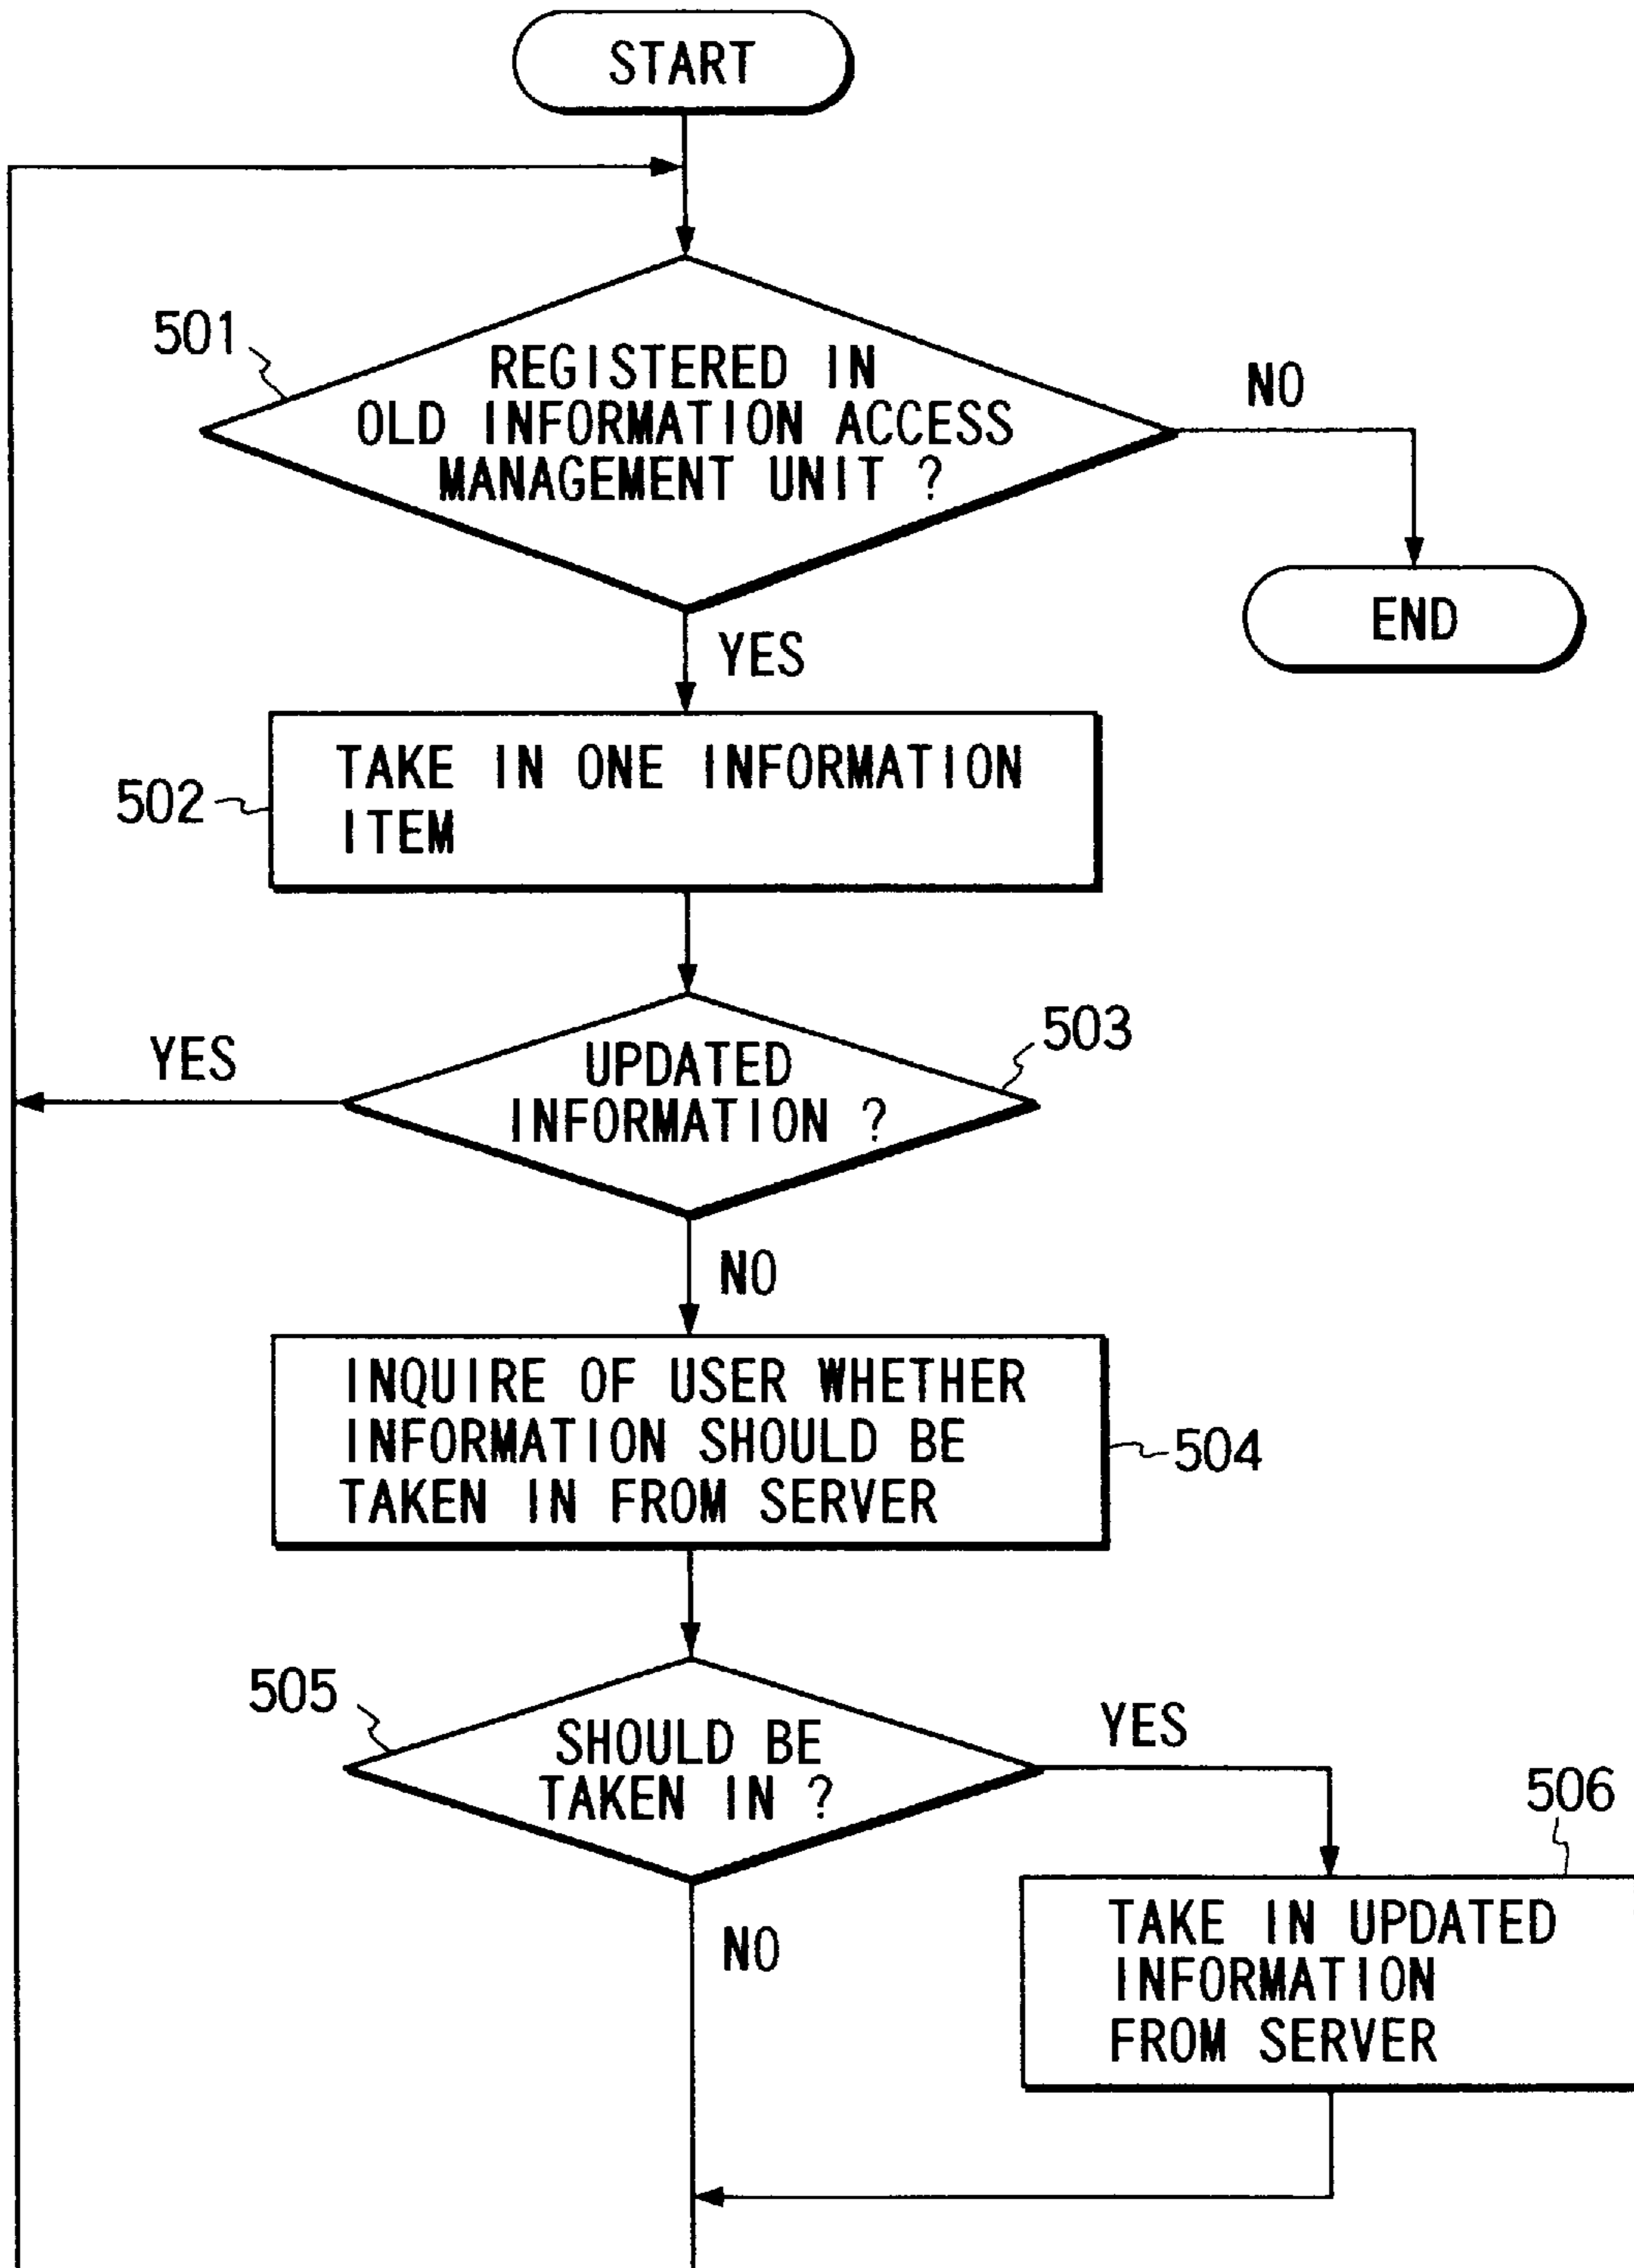 START
501
REGISTERED IN
OLD INFORMATION ACCESS
MANAGEMENT UNIT ?
NO
END
YES
502
TAKE IN ONE INFORMATION
ITEM
503
YES
UPDATED
INFORMATION ?
NO
INQUIRE OF USER WHETHER
INFORMATION SHOULD BE
TAKEN IN FROM SERVER
504
505
SHOULD BE
TAKEN IN ?
YES
506
NO
TAKE IN UPDATED
INFORMATION
FROM SERVER